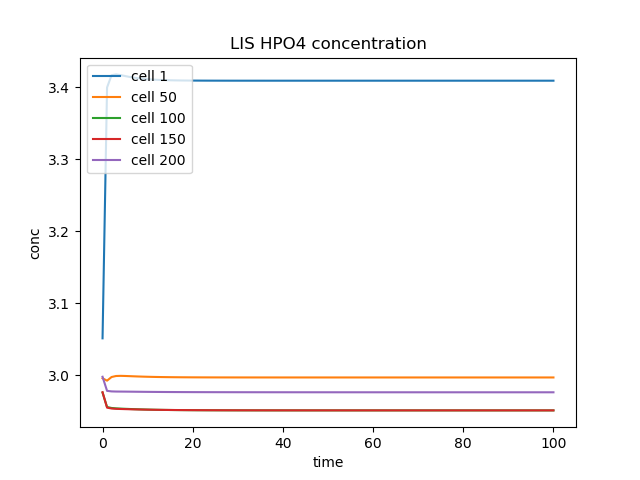 LIS HPO4 concentration
3.4
3.3
3.2
3.1
3.0
conc
cell 1
cell 50
cell 100
cell 150
cell 200
0
20
40
60
80
100
time